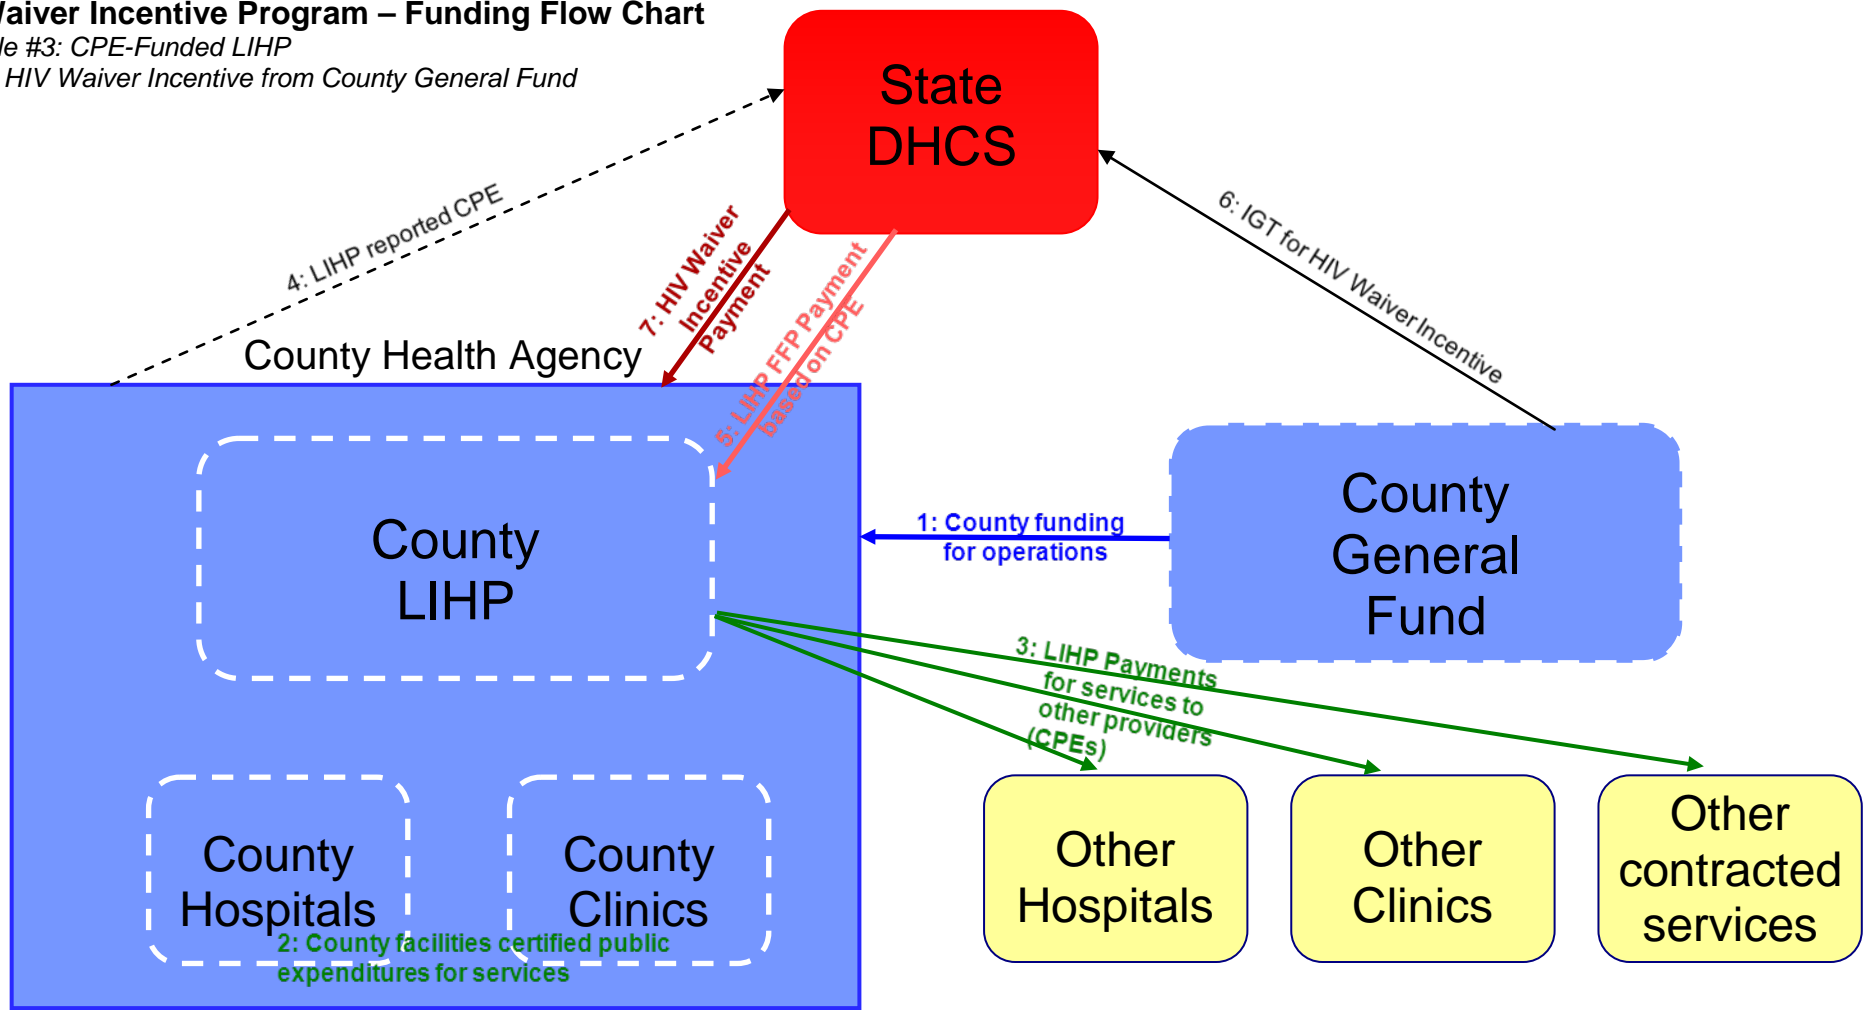 Waiver Incentive Program – Funding Flow Chart
le #3: CPE-Funded LIHP
HIV Waiver Incentive from County General Fund
State
DHCS
4: LIHP reported CPE
7: HIV Waiver
Incentive
Payment
5: LIHP FFP Payment
based on CPE
6: IGT for HIV Waiver Incentive
County Health Agency
County
LIHP
1: County funding
for operations
County
General
Fund
3: LIHP Payments
for services to
other providers
(CPEs)
County
Hospitals
County
Clinics
2: County facilities certified public
expenditures for services
Other
Hospitals
Other
Clinics
Other
contracted
services